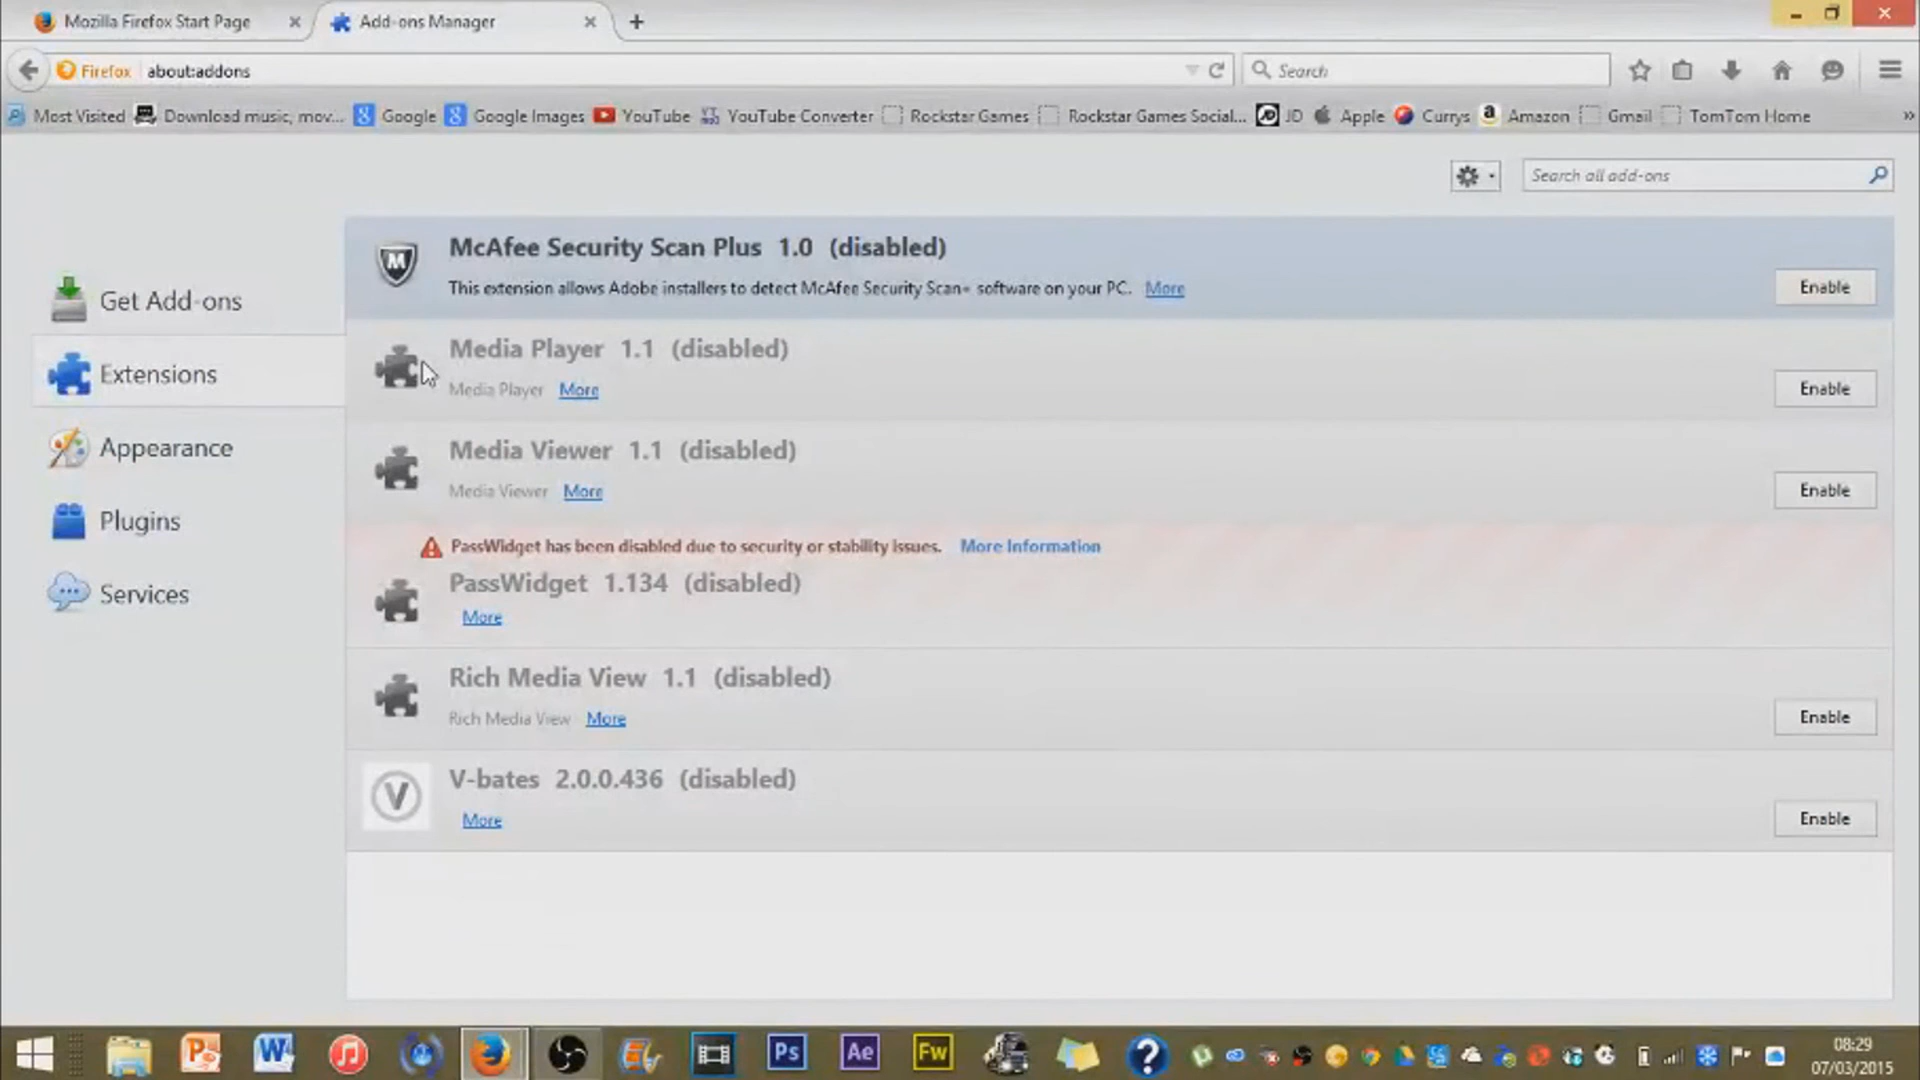 Mozilla Firefox Start Page
Add-ons Manager
Firefox about:addons
Search
Most Visited Download music, mov... Google Google Images YouTube YouTube Converter Rockstar Games Rockstar Games Social... JD Apple Currys Amazon Gmail TomTom Home »
Search all add-ons
Get Add-ons
Extensions
Appearance
Plugins
Services
McAfee Security Scan Plus 1.0 (disabled)
This extension allows Adobe installers to detect McAfee Security Scan+ software on your PC. More
Enable
Media Player 1.1 (disabled)
Media Player More
Enable
Media Viewer 1.1 (disabled)
Media Viewer More
Enable
PassWidget has been disabled due to security or stability issues. More Information
PassWidget 1.134 (disabled)
More
Rich Media View 1.1 (disabled)
Rich Media View More
Enable
V-bates 2.0.0.436 (disabled)
More
Enable
Ps Ae Fw
08:29
07/03/2015